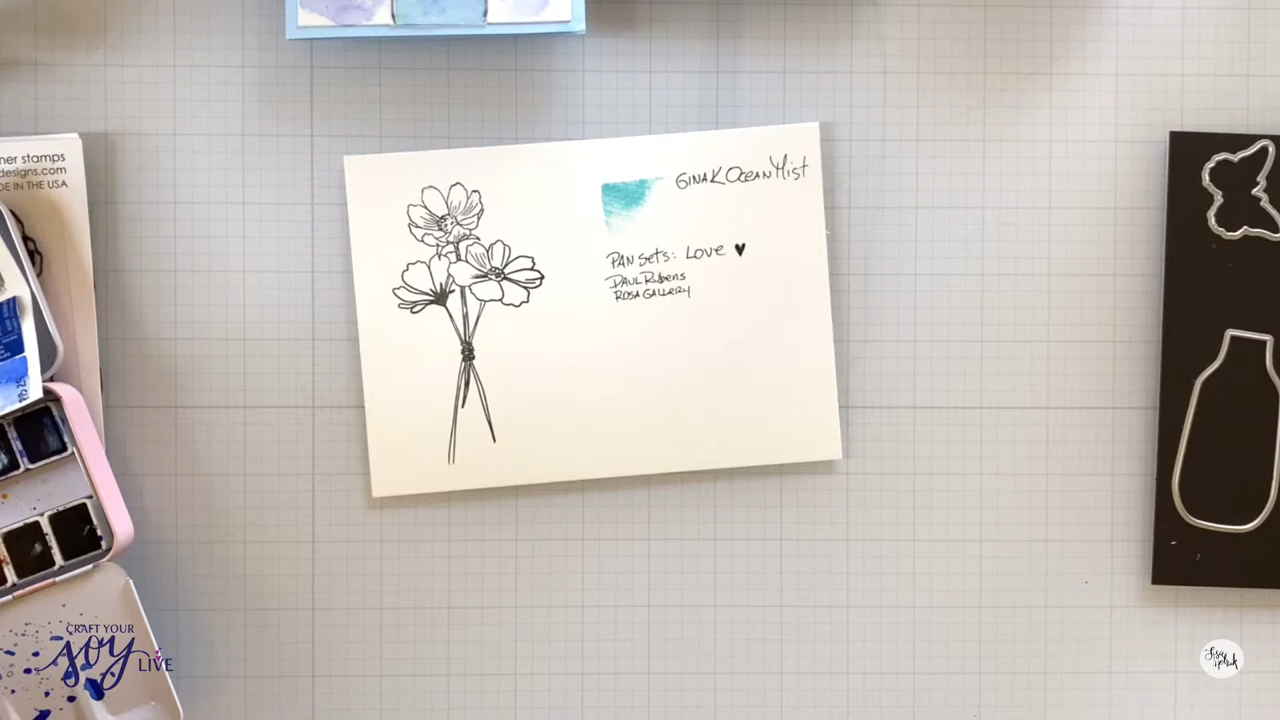 ner stamps
designs.com
DE IN THE USA
GINA K OCEAN MIST
PAN SETS: LOVE ♥
PAUL RUBENS
ROSA GALLERY
CRAFT YOUR
Joy
LIVE